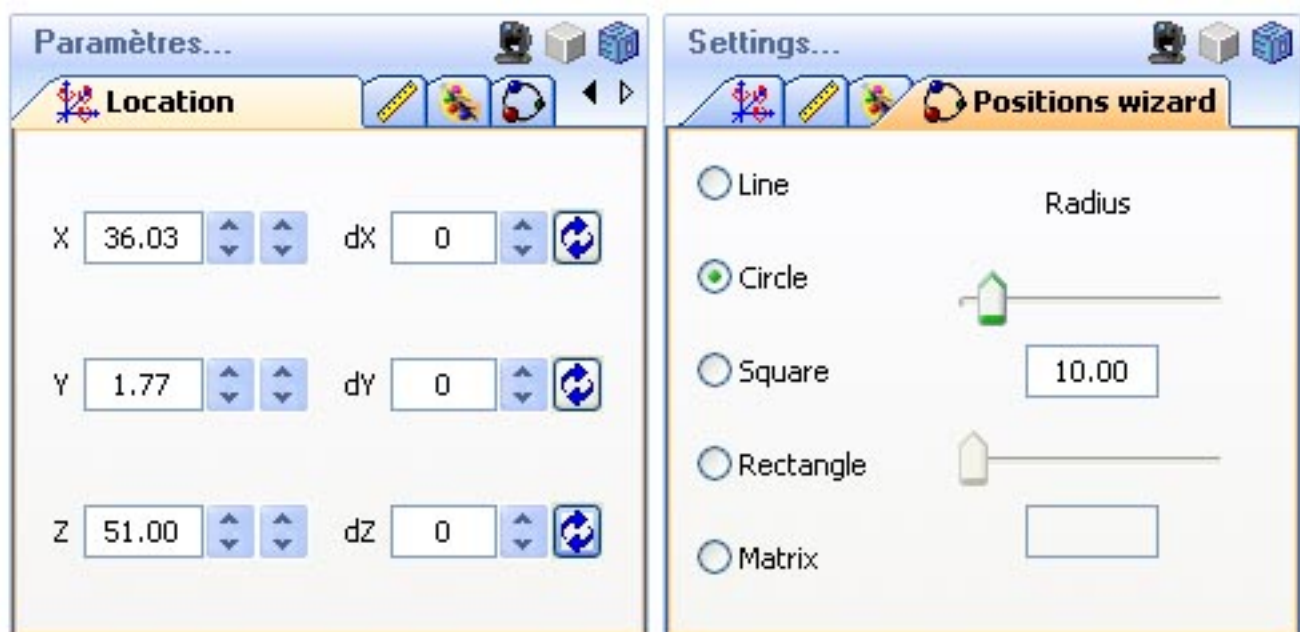 Paramètres...
Location
X 36.03 dX 0
Y 1.77 dY 0
Z 51.00 dZ 0
Settings...
Positions wizard
Line
Radius
Circle
Square
10.00
Rectangle
Matrix